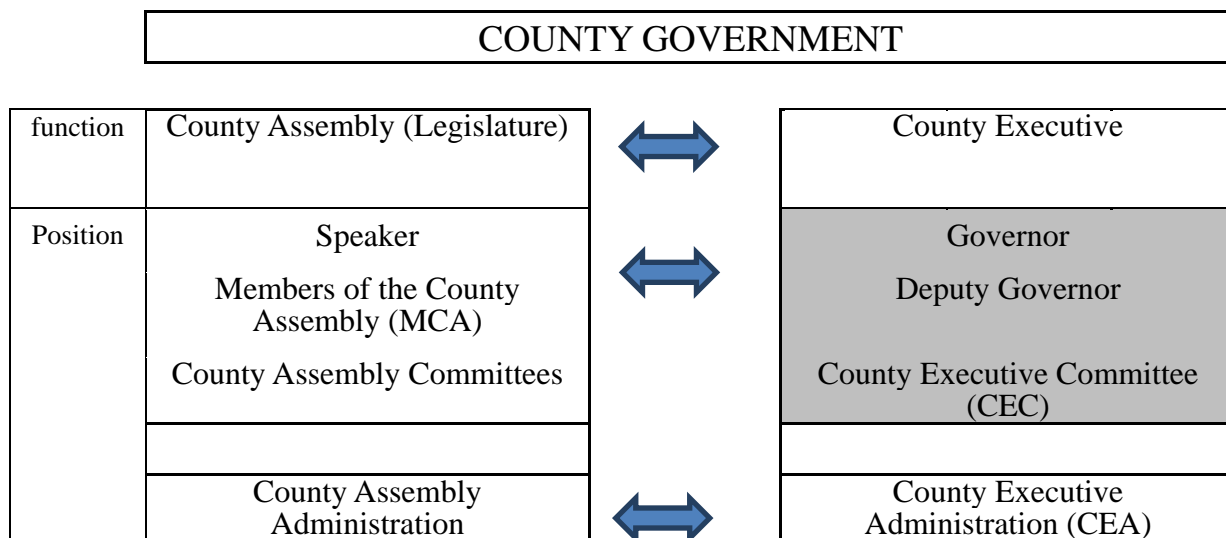 COUNTY GOVERNMENT
function
County Assembly (Legislature)
County Executive
Position
Speaker
Governor
Members of the County
Assembly (MCA)
Deputy Governor
County Assembly Committees
County Executive Committee
(CEC)
County Assembly
Administration
County Executive
Administration (CEA)